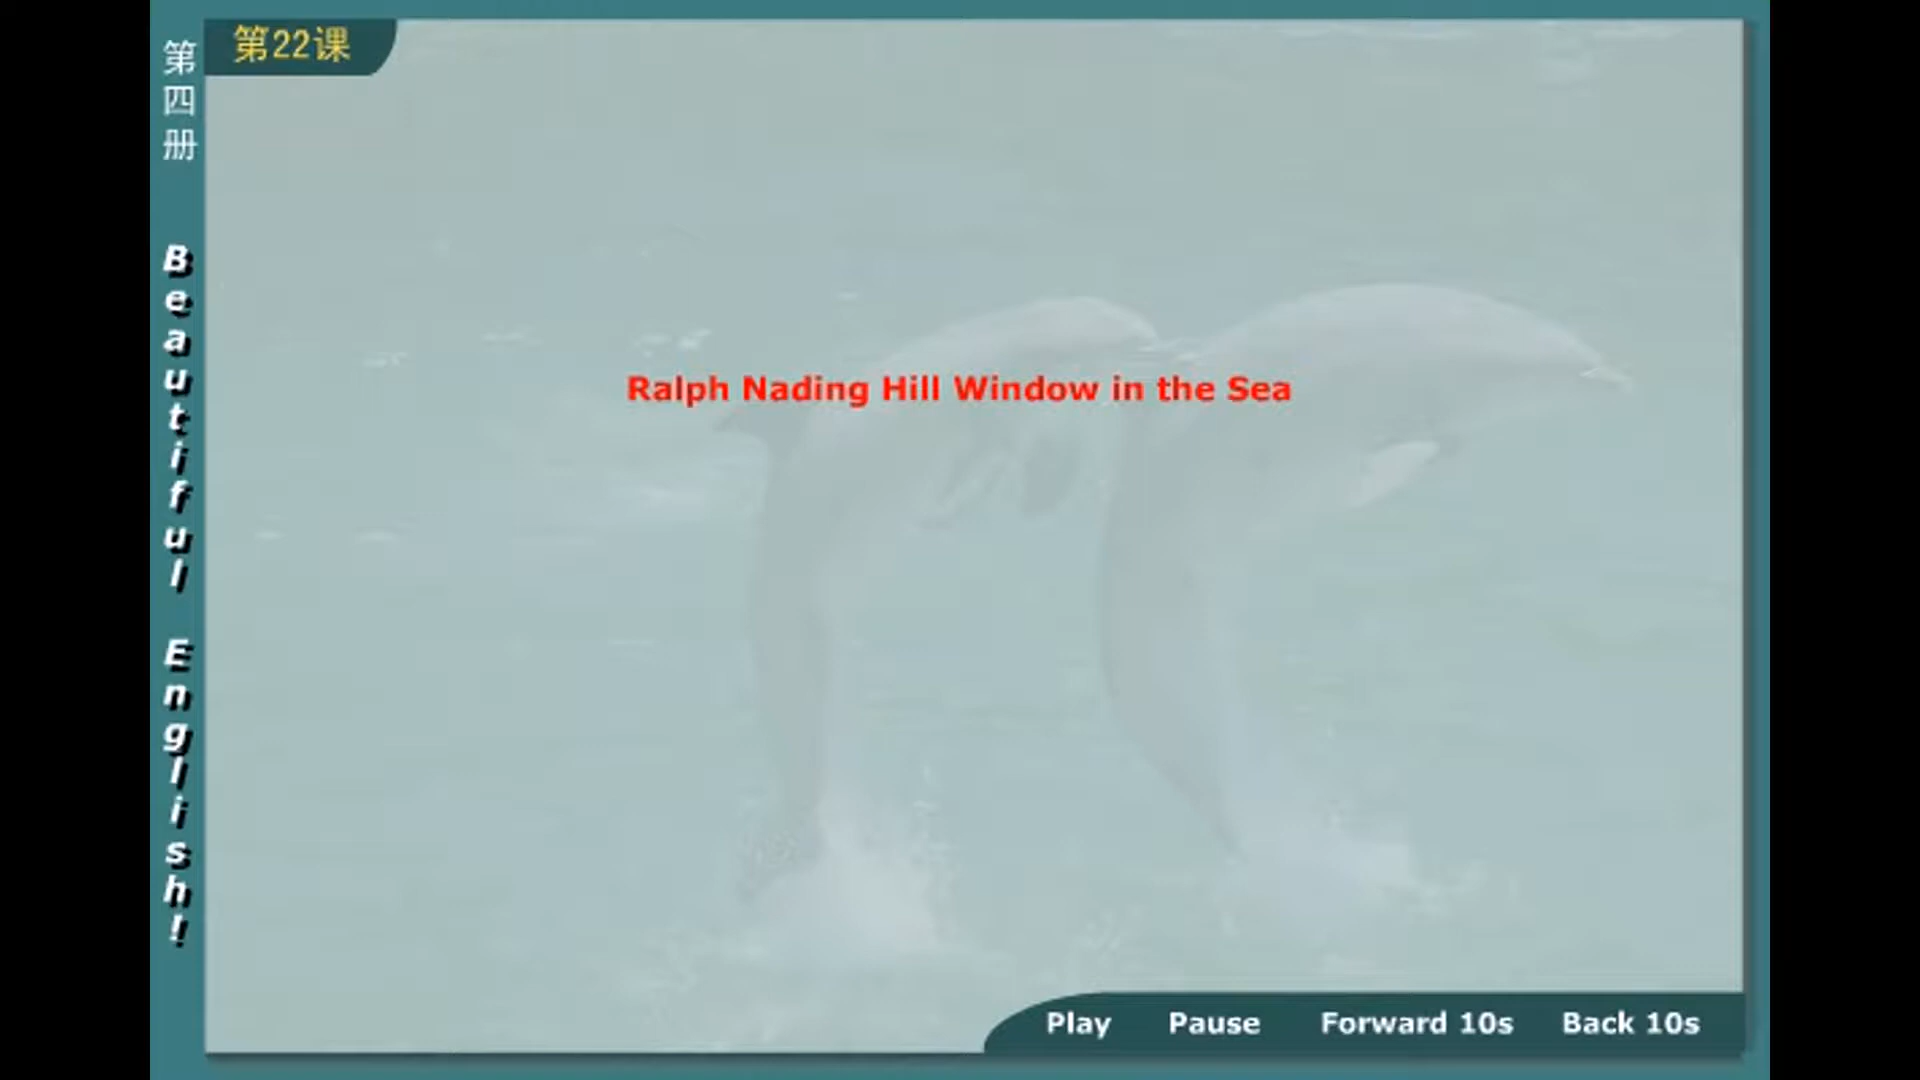 第22课
第四册
Beautiful English!
Ralph Nading Hill Window in the Sea
Play Pause Forward 10s Back 10s